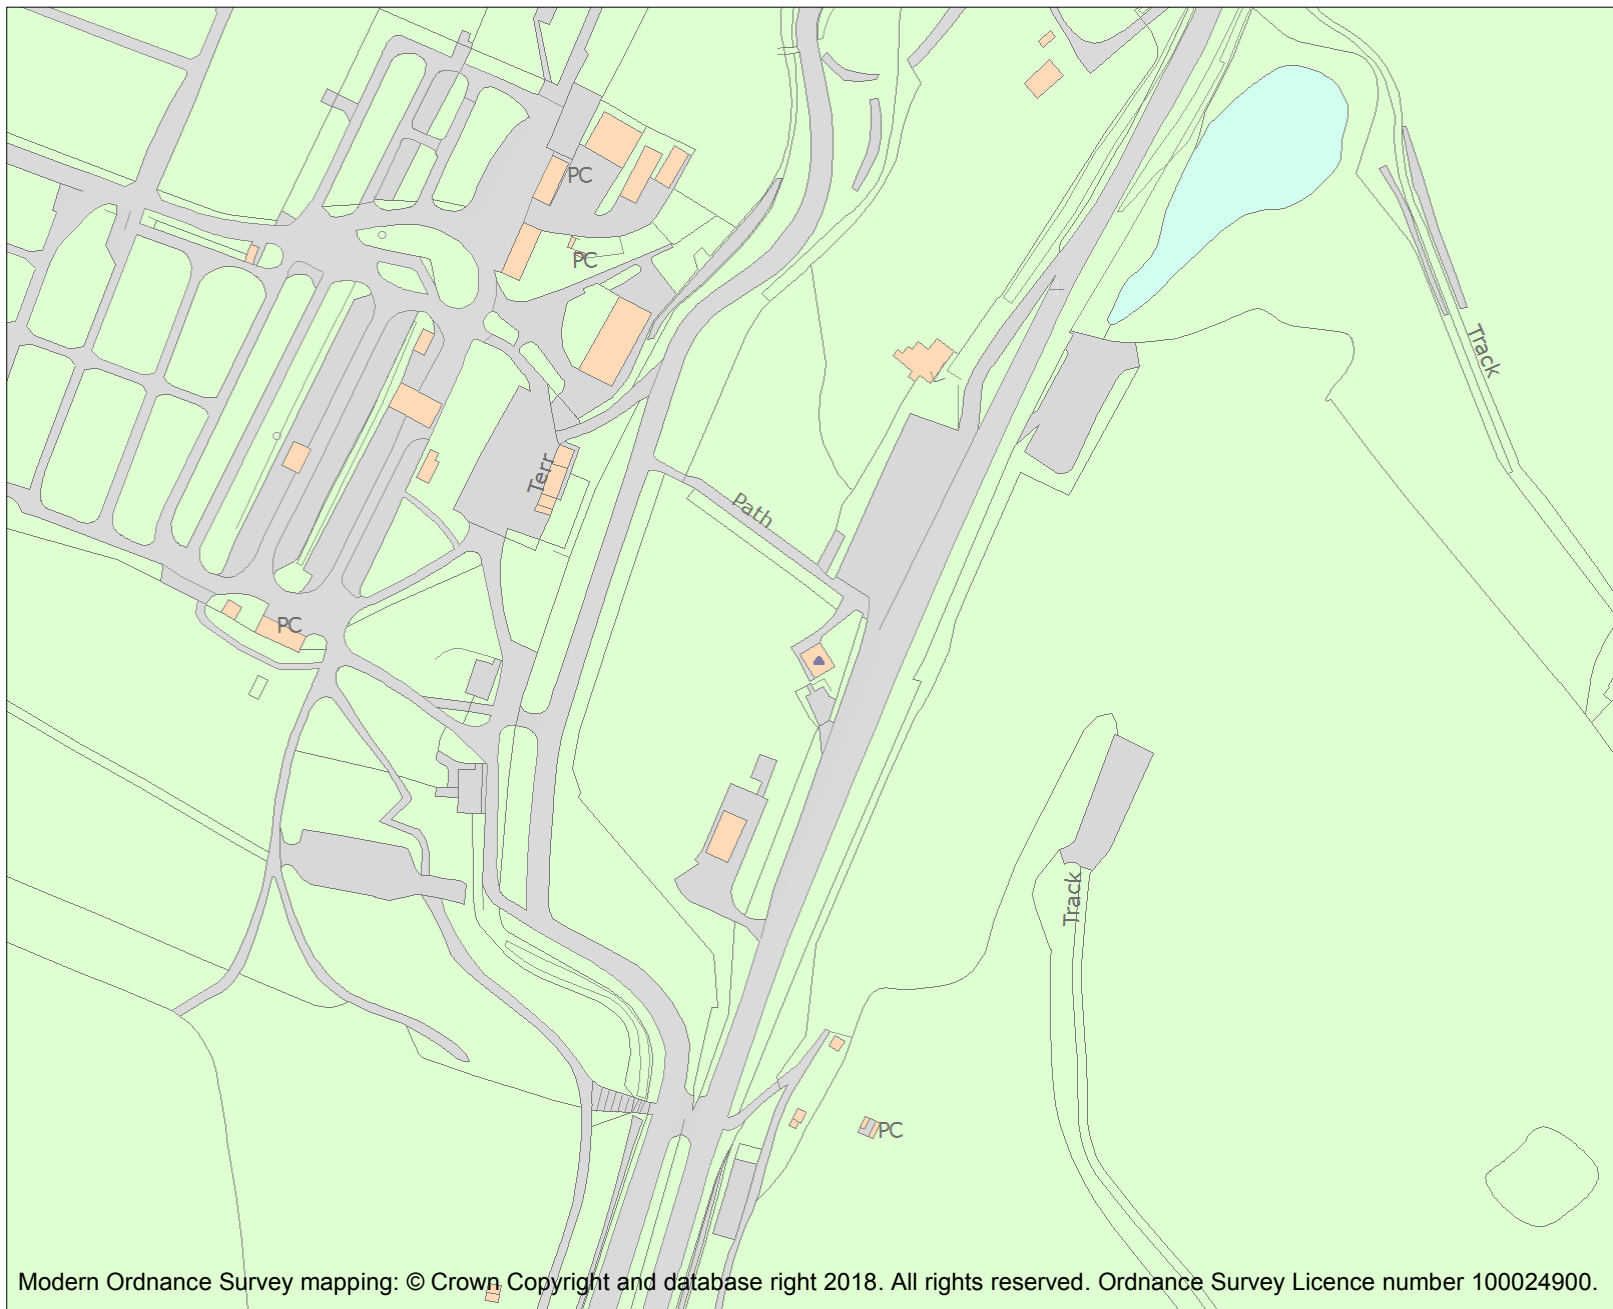 PC
PC
Track
Terr
Path
PC
Track
PC
Modern Ordnance Survey mapping: © Crown Copyright and database right 2018. All rights reserved. Ordnance Survey Licence number 100024900.